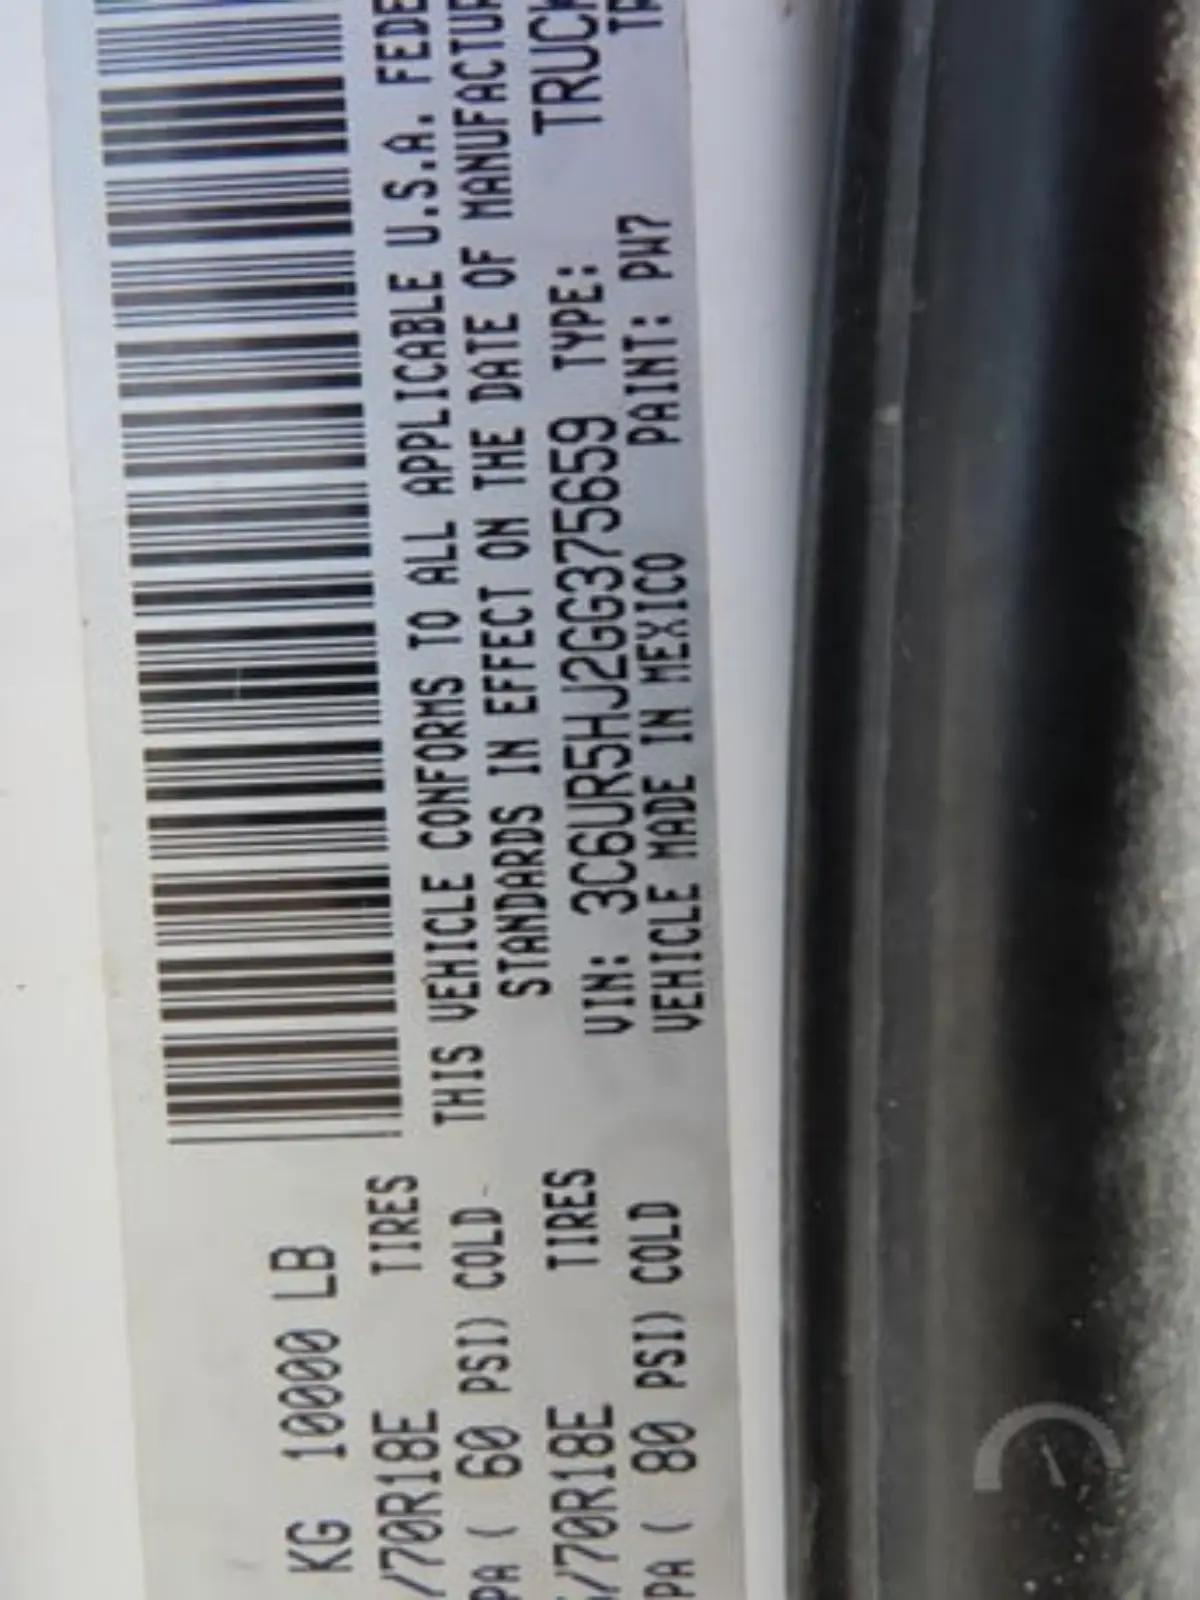 KG 10000 LB
/70R18E TIRES
PA ( 60 PSI) COLD
/70R18E TIRES
PA ( 80 PSI) COLD
THIS VEHICLE CONFORMS TO ALL APPLICABLE U.S.A. FEDE
STANDARDS IN EFFECT ON THE DATE OF MANUFACTUR
VIN: 3C6UR5HJ2GG375659 TYPE: TRUCK
VEHICLE MADE IN MEXICO PAINT: PW7 TR